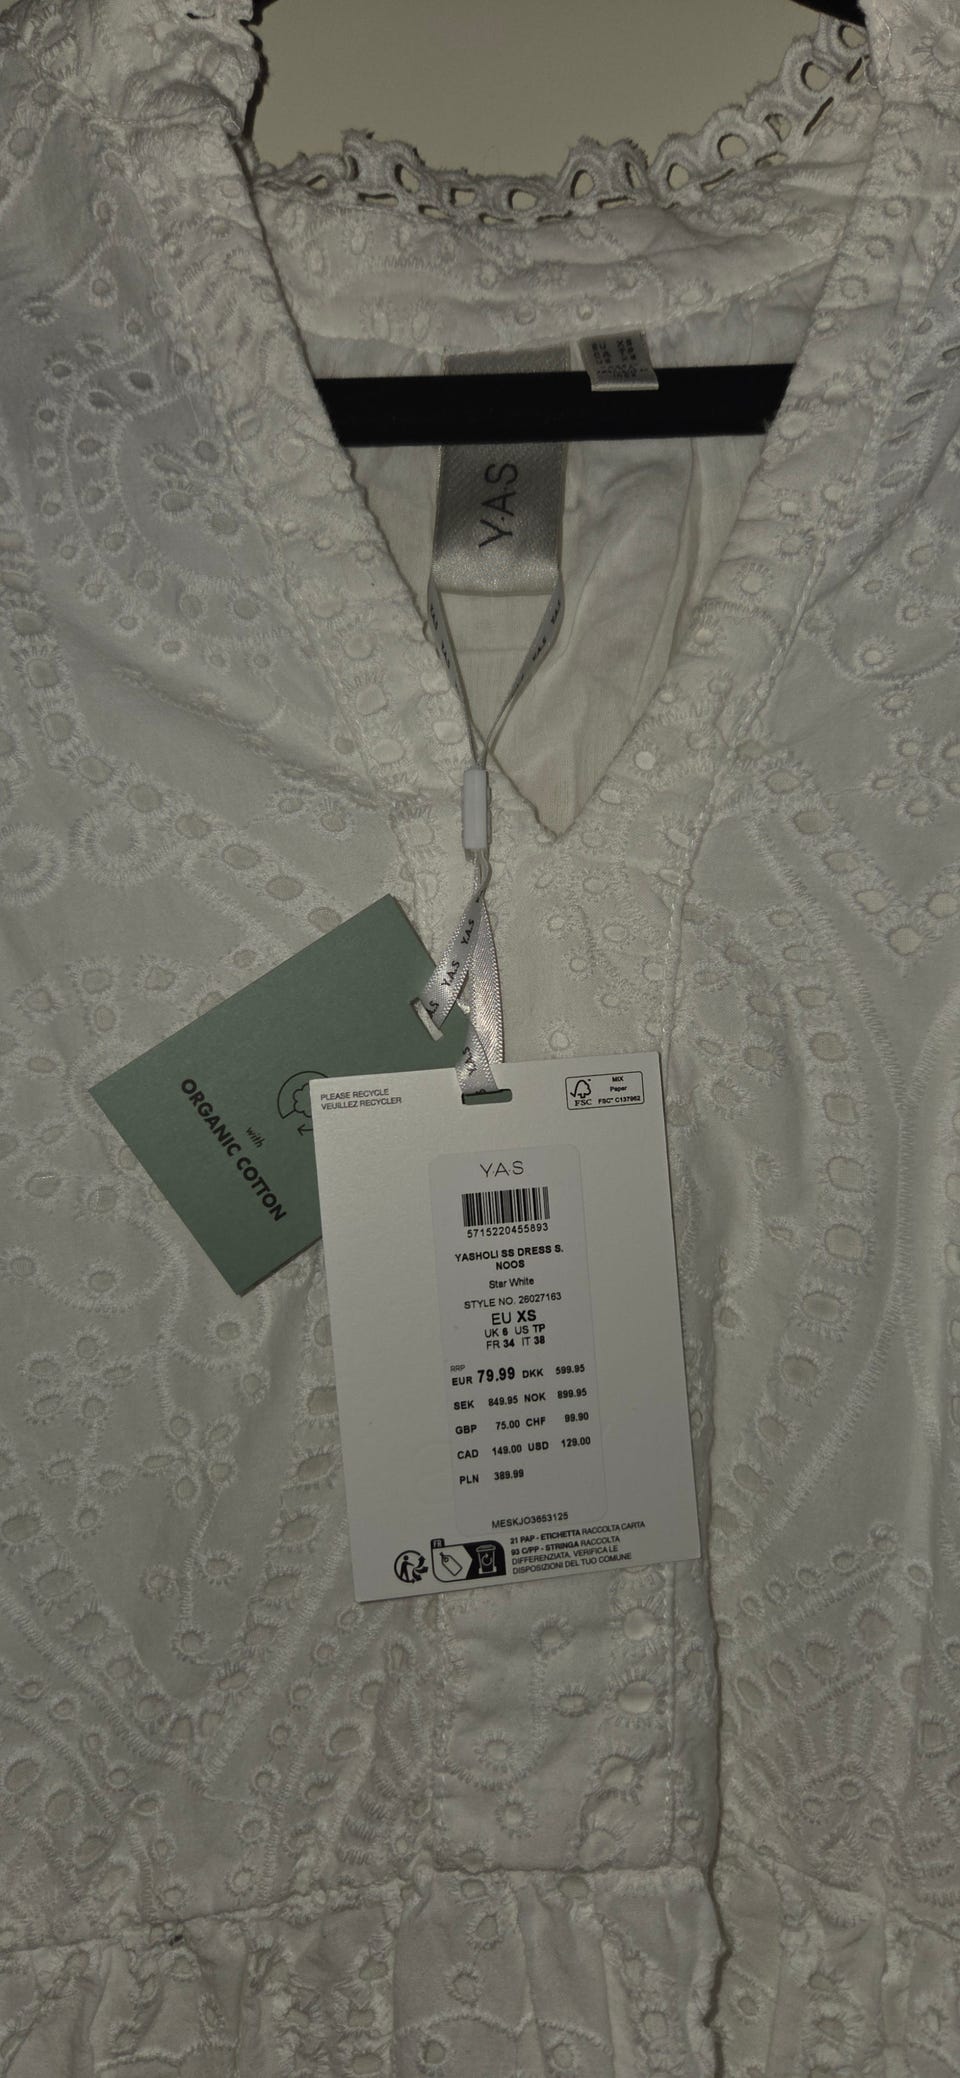 Y.A.S
Y.A.S
Y.A.S
Y.A.S
ORGANIC COTTON
with
PLEASE RECYCLE
VEUILLEZ RECYCLER
FSC
MIX
Paper
FSC® C137962
Y.A.S
5715220455893
YASHOLI SS DRESS S.
NOOS
Star White
STYLE NO. 26027163
EU XS
UK 6 US TP
FR 34 IT 38
RRP
EUR 79.99 DKK 599.95
SEK 849.95 NOK 899.95
GBP 75.00 CHF 99.90
CAD 149.00 USD 129.00
PLN 389.99
MESKJO3653125
FR
21 PAP - ETICHETTA RACCOLTA CARTA
93 C/PP - STRINGA RACCOLTA
DIFFERENZIATA. VERIFICA LE
DISPOSIZIONI DEL TUO COMUNE